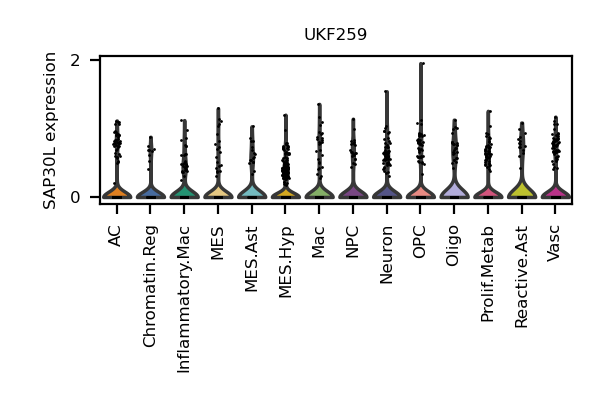 UKF259
SAP30L expression
2
0
AC
Chromatin.Reg
Inflammatory.Mac
MES
MES.Ast
MES.Hyp
Mac
NPC
Neuron
OPC
Oligo
Prolif.Metab
Reactive.Ast
Vasc